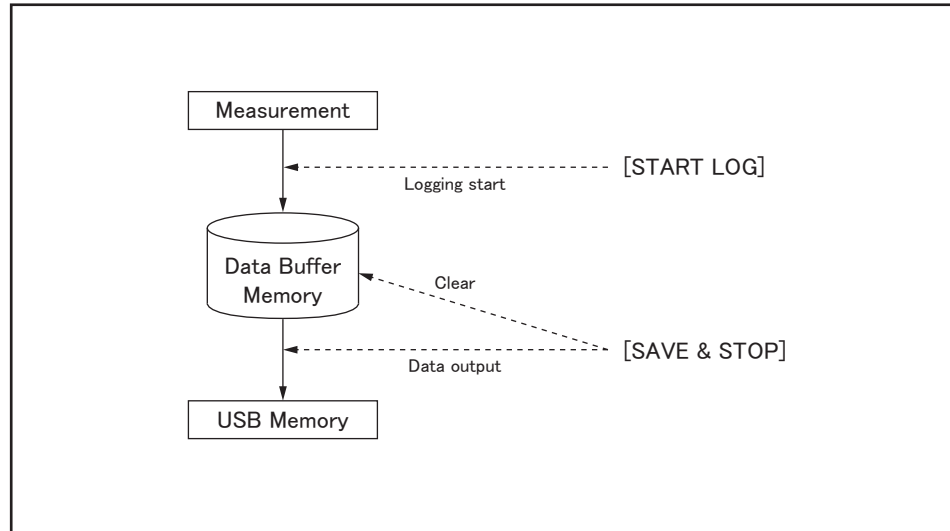 Measurement
[START LOG]
Logging start
Data Buffer
Memory
Clear
[SAVE & STOP]
Data output
USB Memory